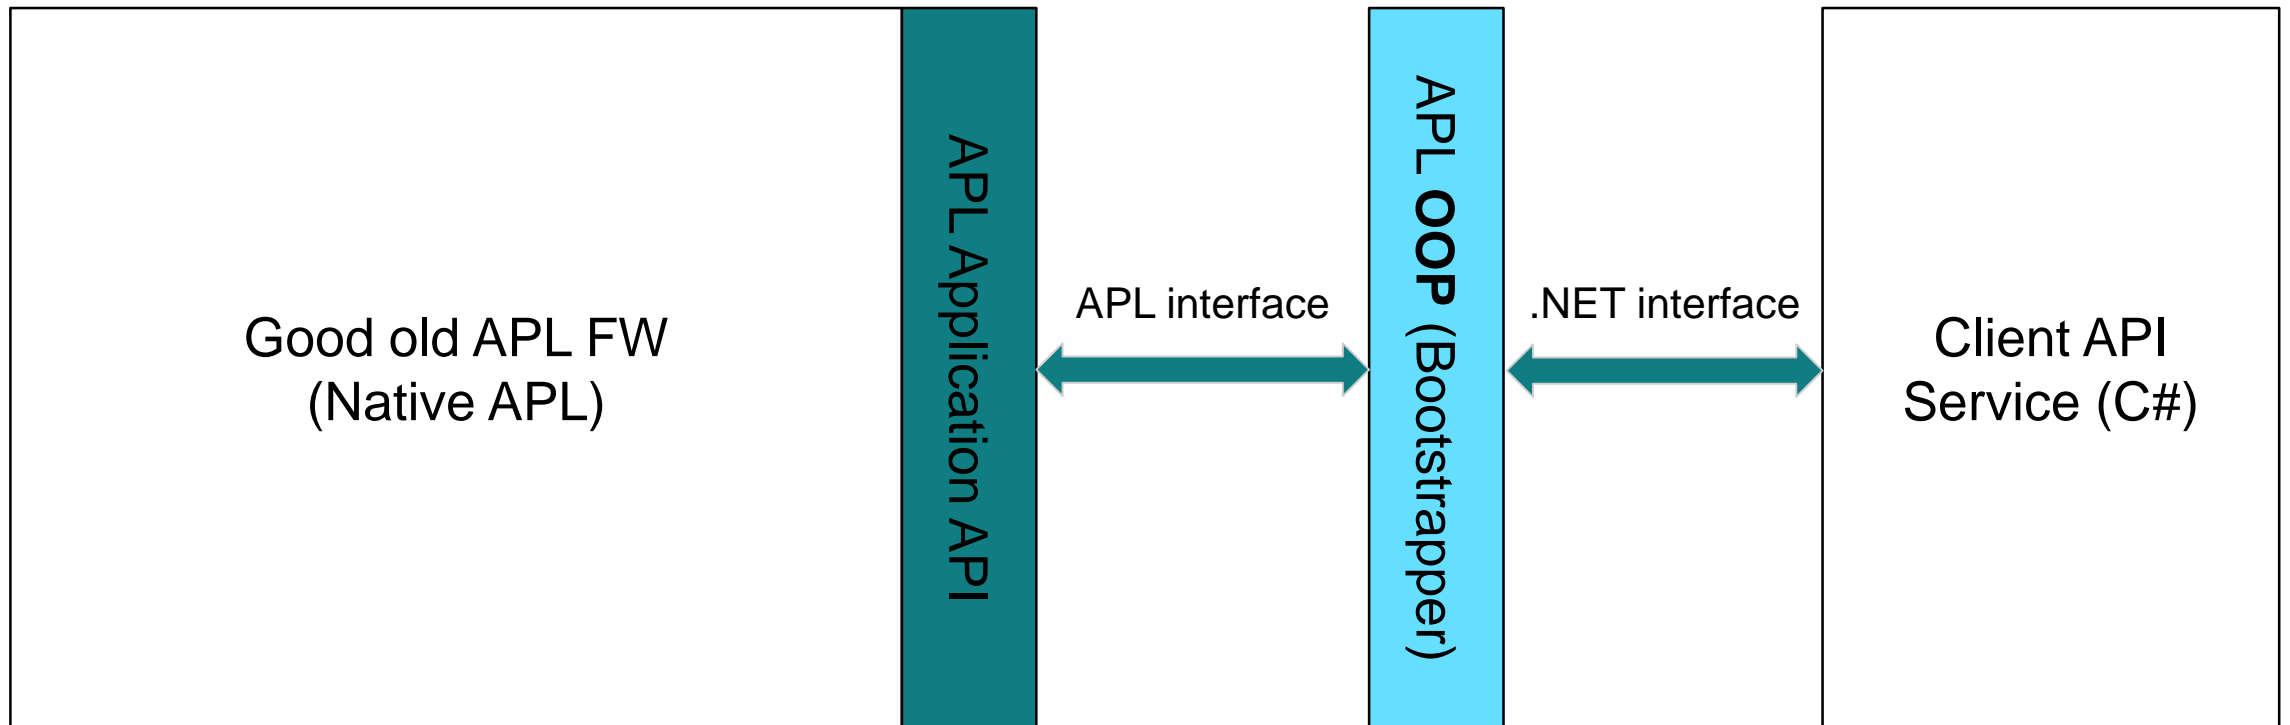 Good old APL FW
(Native APL)
APL Application API
APL interface
APL OOP (Bootstrapper)
.NET interface
Client API
Service (C#)